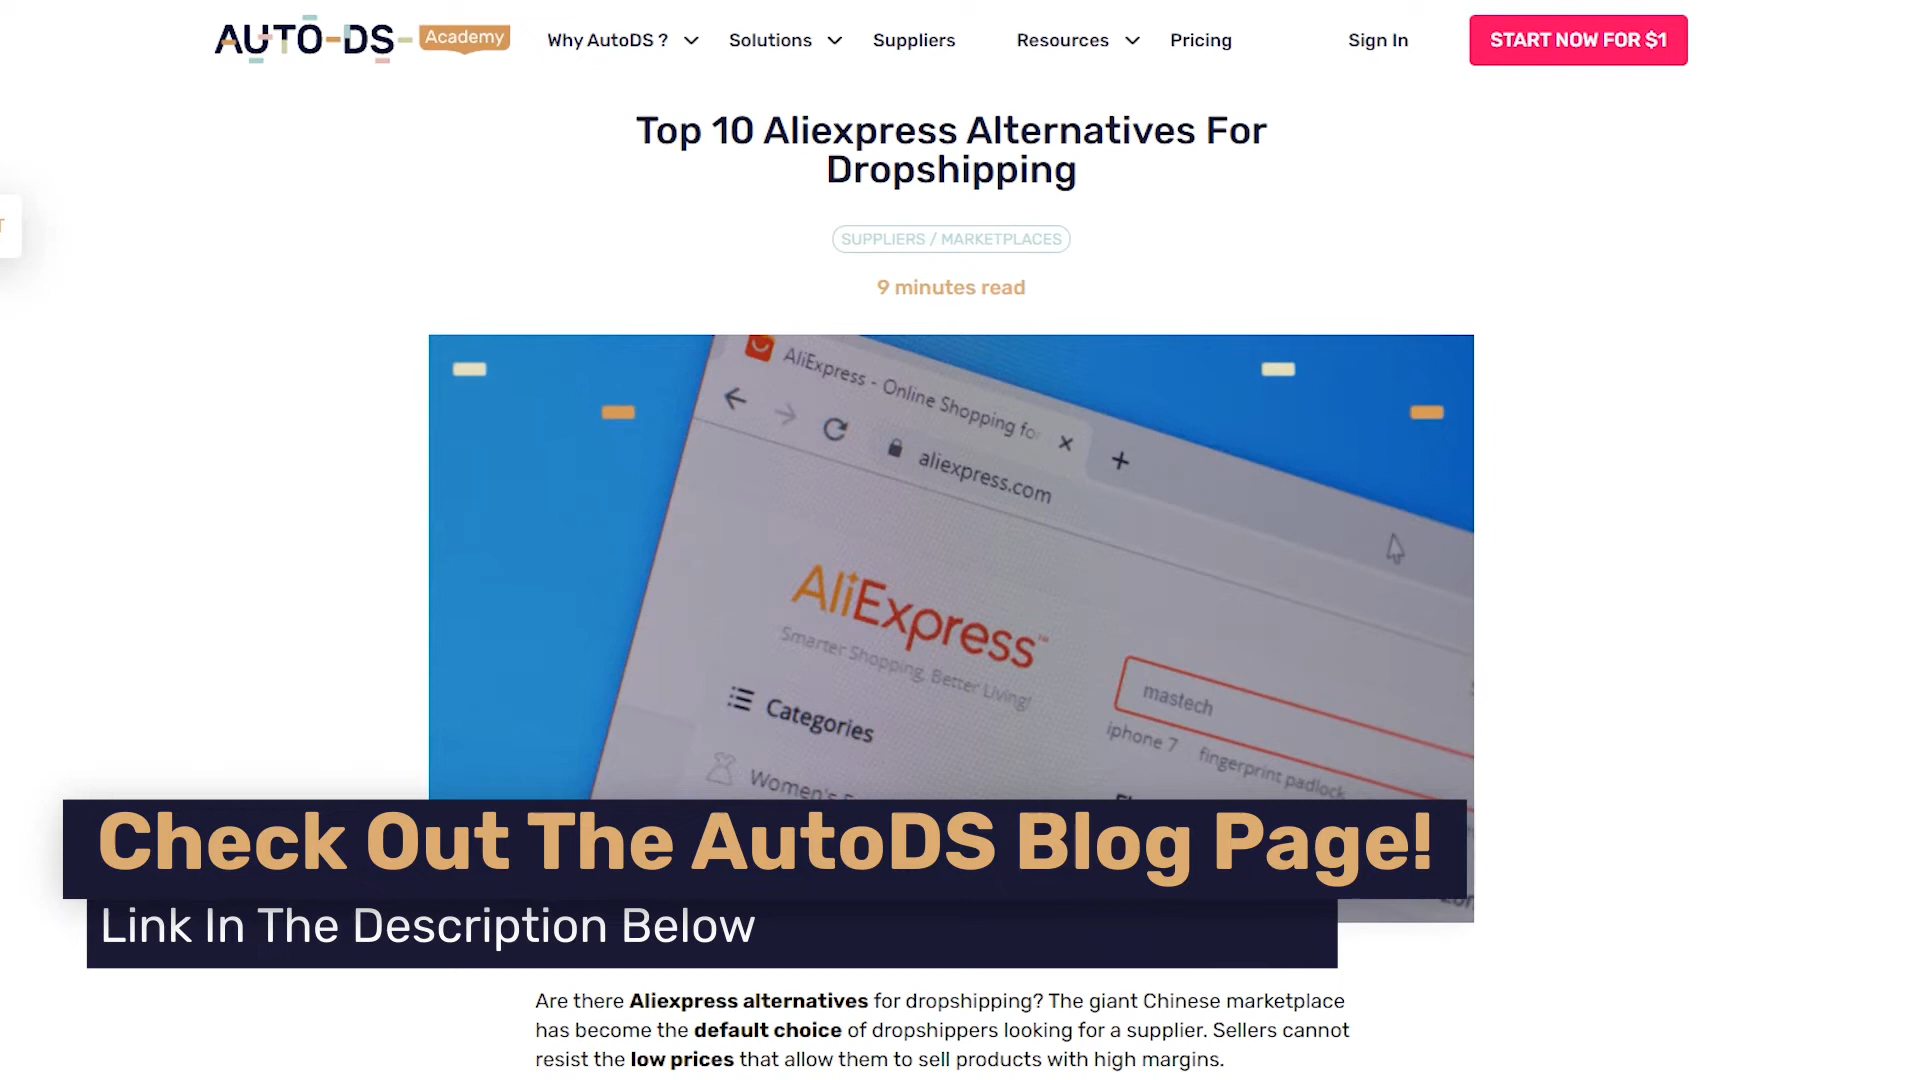 AUTO-DS- Academy
Why AutoDS ? Solutions Suppliers Resources Pricing Sign In START NOW FOR $1
Top 10 Aliexpress Alternatives For
Dropshipping
SUPPLIERS / MARKETPLACES
9 minutes read
AliExpress - Online Shopping fo
aliexpress.com
AliExpress™
Smarter Shopping, Better Living!
mastech
Categories
iphone 7 fingerprint padlock
Women's
Check Out The AutoDS Blog Page!
Link In The Description Below
Are there Aliexpress alternatives for dropshipping? The giant Chinese marketplace
has become the default choice of dropshippers looking for a supplier. Sellers cannot
resist the low prices that allow them to sell products with high margins.